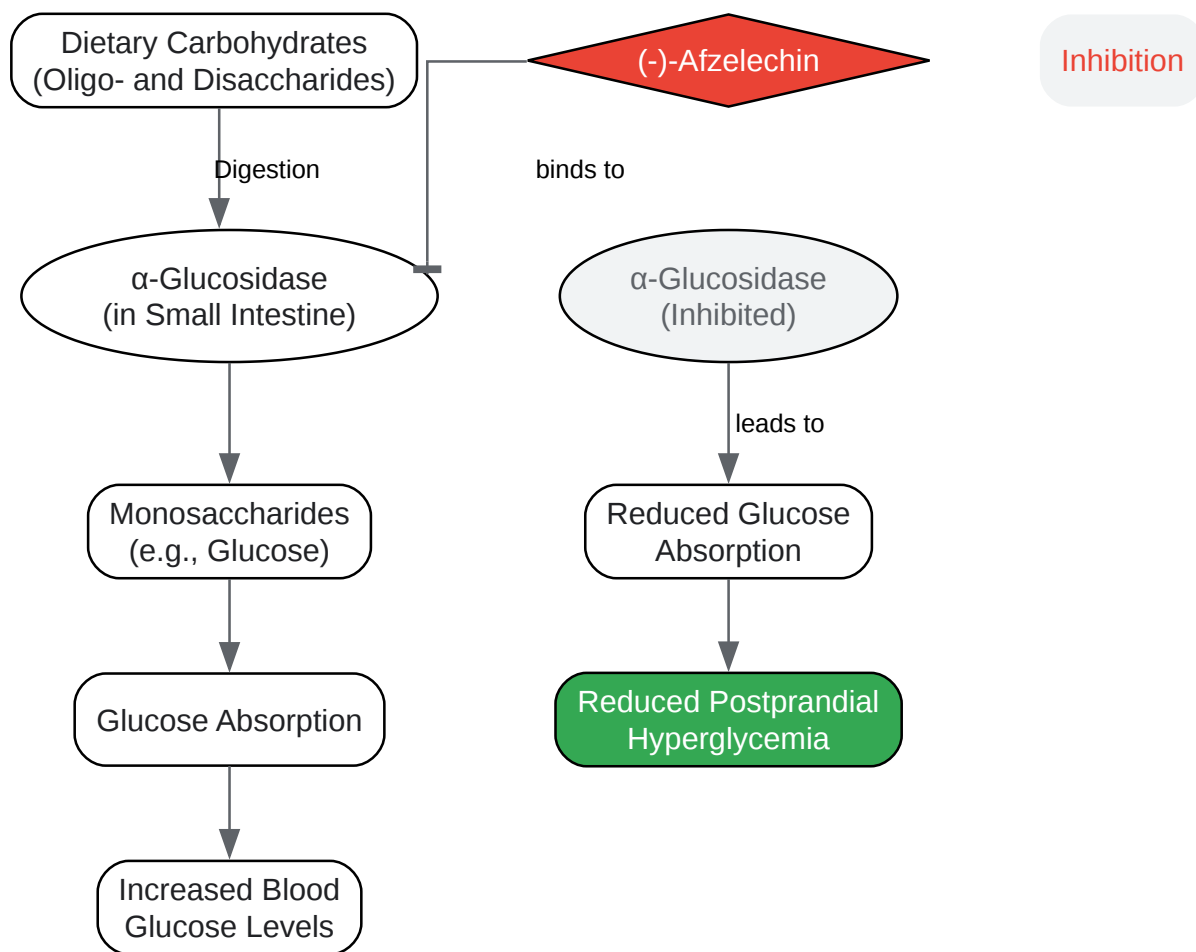 Dietary Carbohydrates
(Oligo- and Disaccharides)
(-)-Afzelechin
Inhibition
Digestion
binds to
α-Glucosidase
(in Small Intestine)
α-Glucosidase
(Inhibited)
leads to
Monosaccharides
(e.g., Glucose)
Reduced Glucose
Absorption
Glucose Absorption
Reduced Postprandial
Hyperglycemia
Increased Blood
Glucose Levels